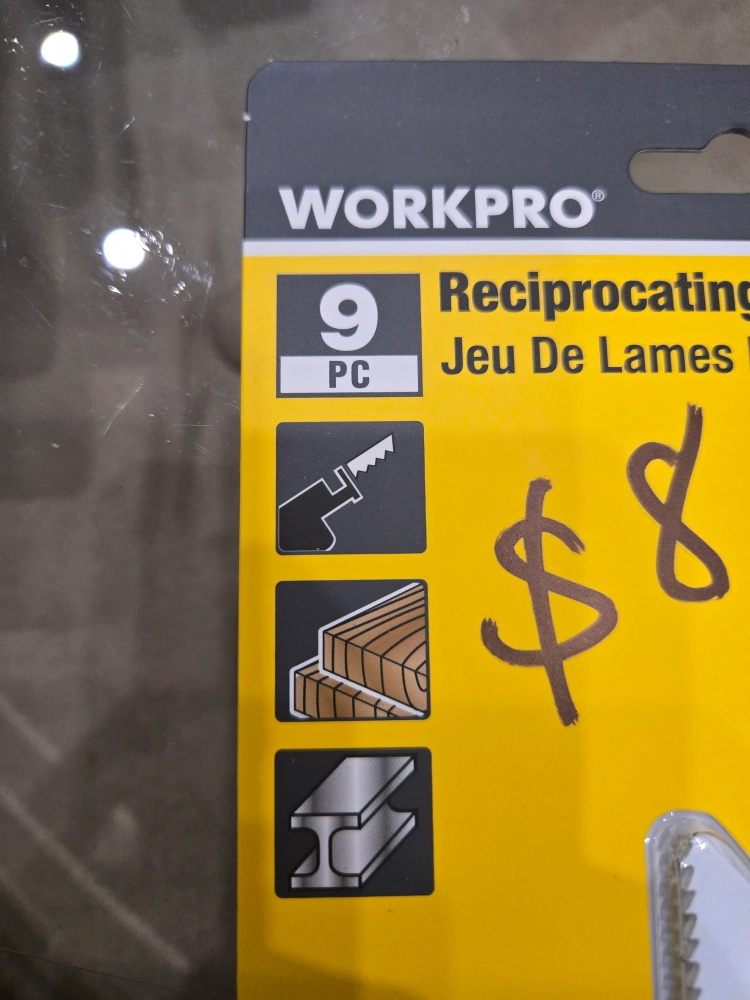 WORKPRO®
9
PC
Reciprocating
Jeu De Lames
$8